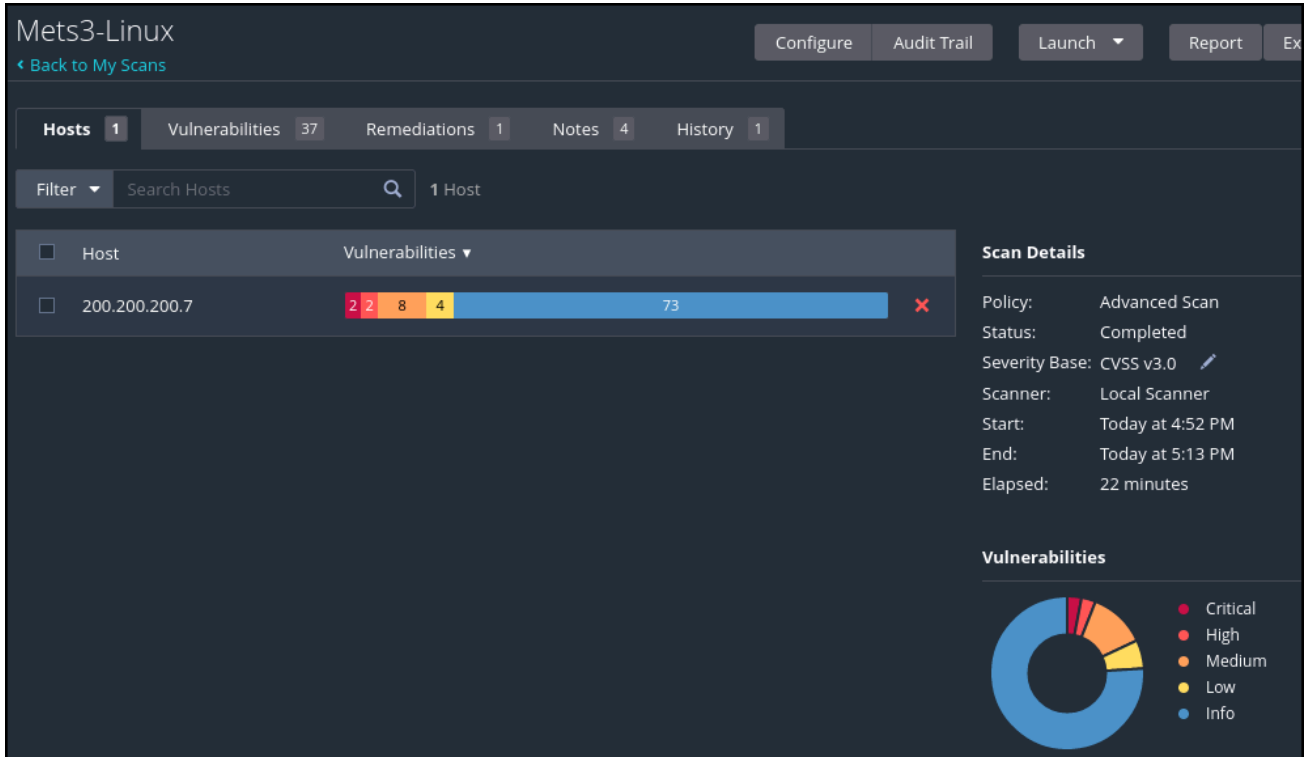 Mets3-Linux
Back to My Scans
Configure Audit Trail Launch Report Ex
Hosts 1 Vulnerabilities 37 Remediations 1 Notes 4 History 1
Filter Search Hosts 1 Host
Host Vulnerabilities
200.200.200.7 2 2 8 4 73
Scan Details
Policy: Advanced Scan
Status: Completed
Severity Base: CVSS v3.0
Scanner: Local Scanner
Start: Today at 4:52 PM
End: Today at 5:13 PM
Elapsed: 22 minutes
Vulnerabilities
Critical
High
Medium
Low
Info